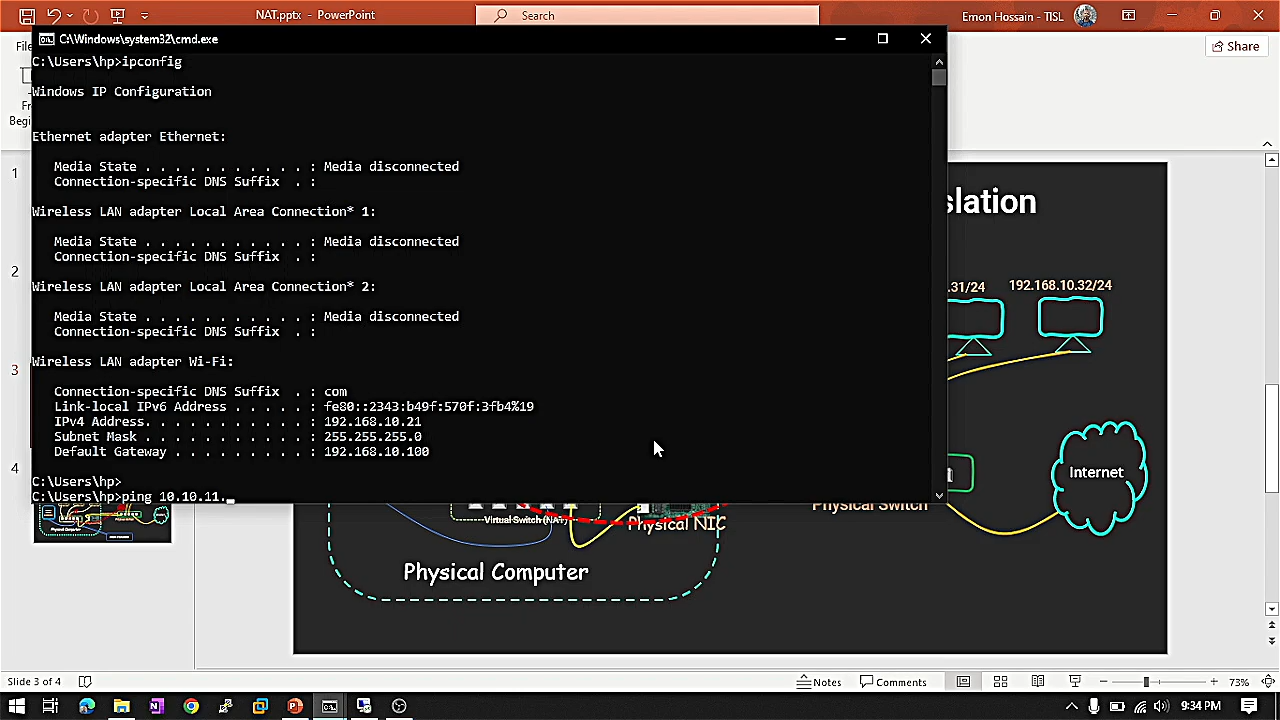 NAT.pptx - PowerPoint
Search
Emon Hossain - TISL
Share
C:\Windows\system32\cmd.exe
C:\Users\hp>ipconfig
Windows IP Configuration
Ethernet adapter Ethernet:
Media State . . . . . . . . . . . : Media disconnected
Connection-specific DNS Suffix  . :
Wireless LAN adapter Local Area Connection* 1:
Media State . . . . . . . . . . . : Media disconnected
Connection-specific DNS Suffix  . :
Wireless LAN adapter Local Area Connection* 2:
Media State . . . . . . . . . . . : Media disconnected
Connection-specific DNS Suffix  . :
Wireless LAN adapter Wi-Fi:
Connection-specific DNS Suffix  . : com
Link-local IPv6 Address . . . . . : fe80::2343:b49f:570f:3fb4%19
IPv4 Address. . . . . . . . . . . : 192.168.10.21
Subnet Mask . . . . . . . . . . . : 255.255.255.0
Default Gateway . . . . . . . . . : 192.168.10.100
C:\Users\hp>
C:\Users\hp>ping 10.10.11.
1
2
3
4
slation
.31/24
192.168.10.32/24
Internet
Physical Switch
Virtual Switch (NAT)
Physical NIC
Physical Computer
Slide 3 of 4
Notes
Comments
73%
9:34 PM